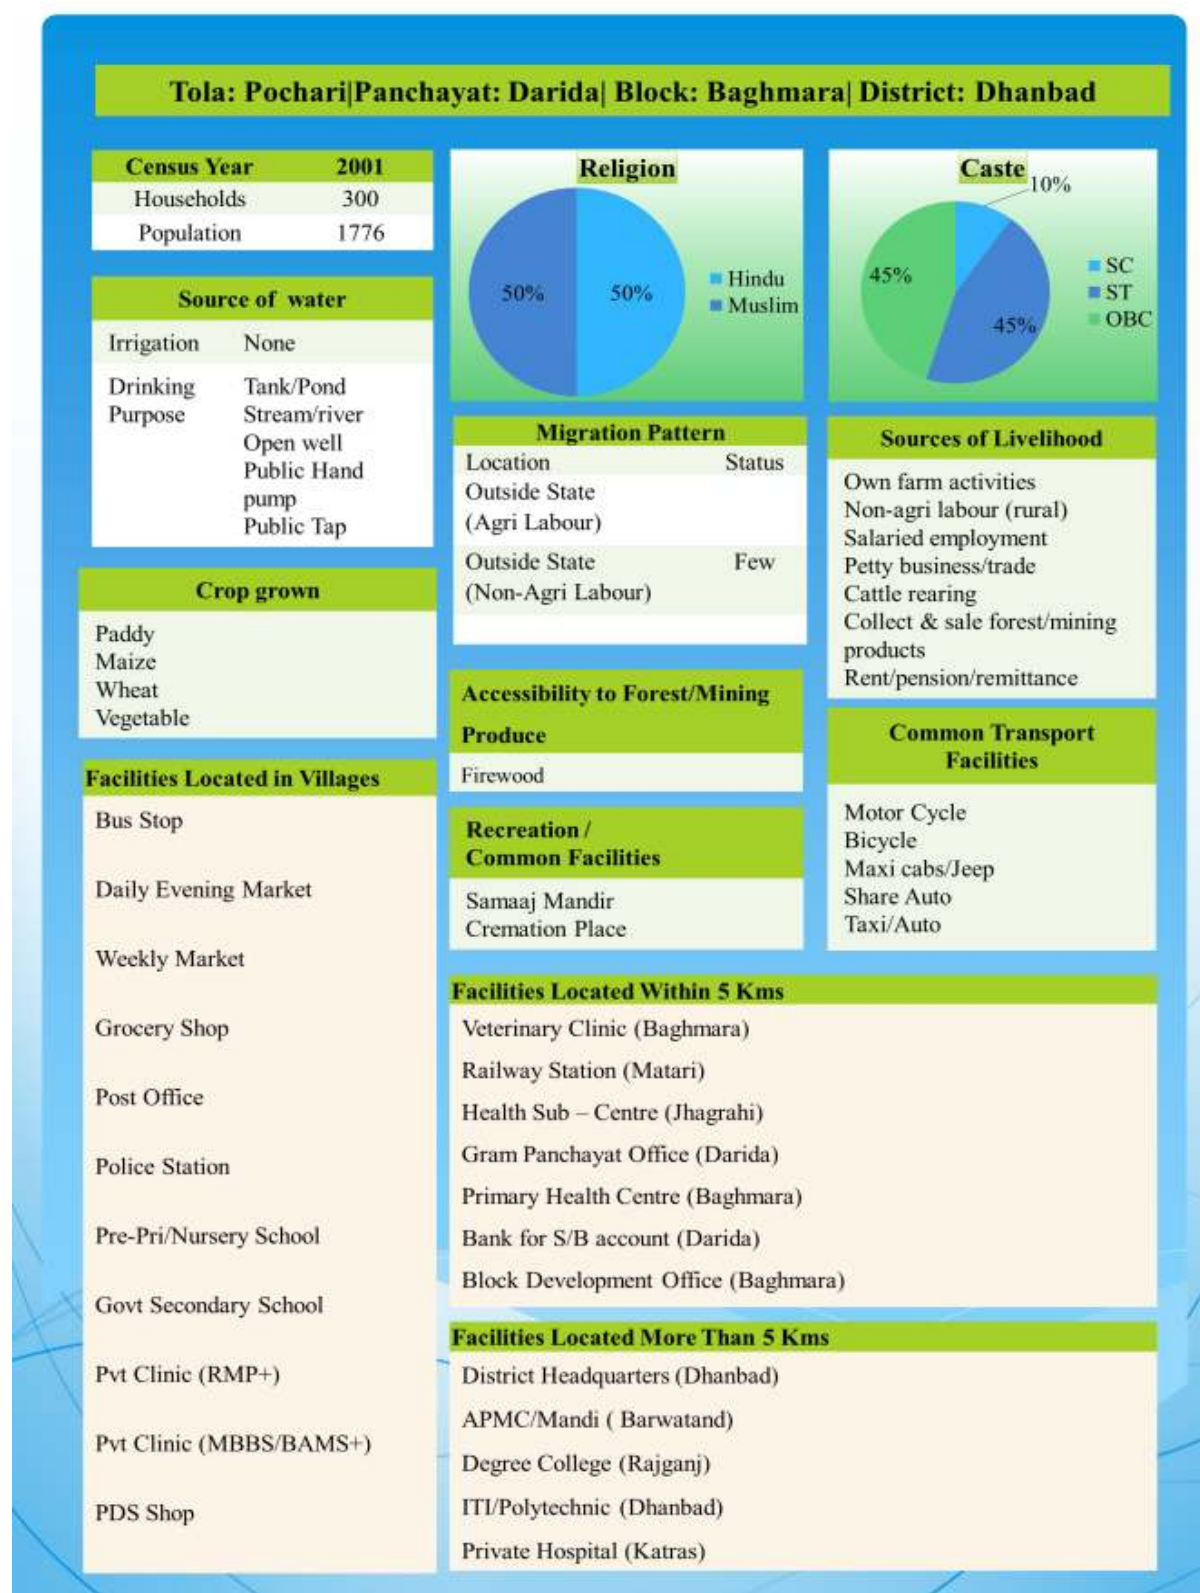 Tola: Pochari|Panchayat: Darida| Block: Baghmara| District: Dhanbad
Census Year 2001
Households 300
Population 1776
Source of water
Irrigation None
Drinking Tank/Pond
Purpose Stream/river
Open well
Public Hand
pump
Public Tap
Crop grown
Paddy
Maize
Wheat
Vegetable
Facilities Located in Villages
Bus Stop
Daily Evening Market
Weekly Market
Grocery Shop
Post Office
Police Station
Pre-Pri/Nursery School
Govt Secondary School
Pvt Clinic (RMP+)
Pvt Clinic (MBBS/BAMS+)
PDS Shop
Religion
50% 50%
Hindu
Muslim
Migration Pattern
Location Status
Outside State
(Agri Labour)
Outside State Few
(Non-Agri Labour)
Accessibility to Forest/Mining
Produce
Firewood
Recreation /
Common Facilities
Samaaj Mandir
Cremation Place
Caste
10%
45%
45%
SC
ST
OBC
Sources of Livelihood
Own farm activities
Non-agri labour (rural)
Salaried employment
Petty business/trade
Cattle rearing
Collect & sale forest/mining
products
Rent/pension/remittance
Common Transport
Facilities
Motor Cycle
Bicycle
Maxi cabs/Jeep
Share Auto
Taxi/Auto
Facilities Located Within 5 Kms
Veterinary Clinic (Baghmara)
Railway Station (Matari)
Health Sub – Centre (Jhagrahi)
Gram Panchayat Office (Darida)
Primary Health Centre (Baghmara)
Bank for S/B account (Darida)
Block Development Office (Baghmara)
Facilities Located More Than 5 Kms
District Headquarters (Dhanbad)
APMC/Mandi ( Barwatand)
Degree College (Rajganj)
ITI/Polytechnic (Dhanbad)
Private Hospital (Katras)